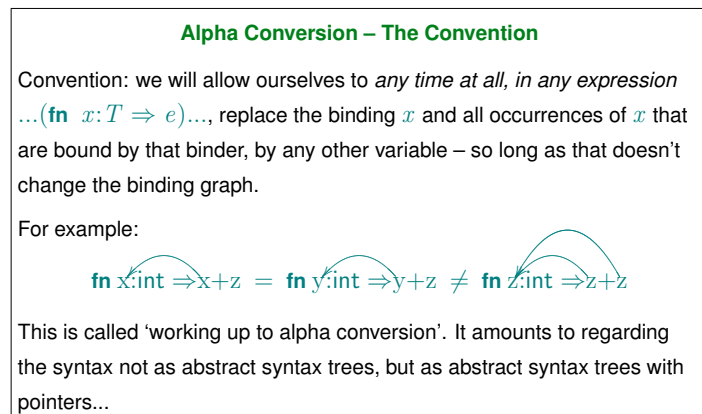 Alpha Conversion – The Convention
Convention: we will allow ourselves to any time at all, in any expression
...(fn x:T ⇒ e)..., replace the binding x and all occurrences of x that
are bound by that binder, by any other variable – so long as that doesn't
change the binding graph.
For example:
fn x:int ⇒x+z = fn y:int ⇒y+z ≠ fn z:int ⇒z+z
This is called ‘working up to alpha conversion’. It amounts to regarding
the syntax not as abstract syntax trees, but as abstract syntax trees with
pointers...